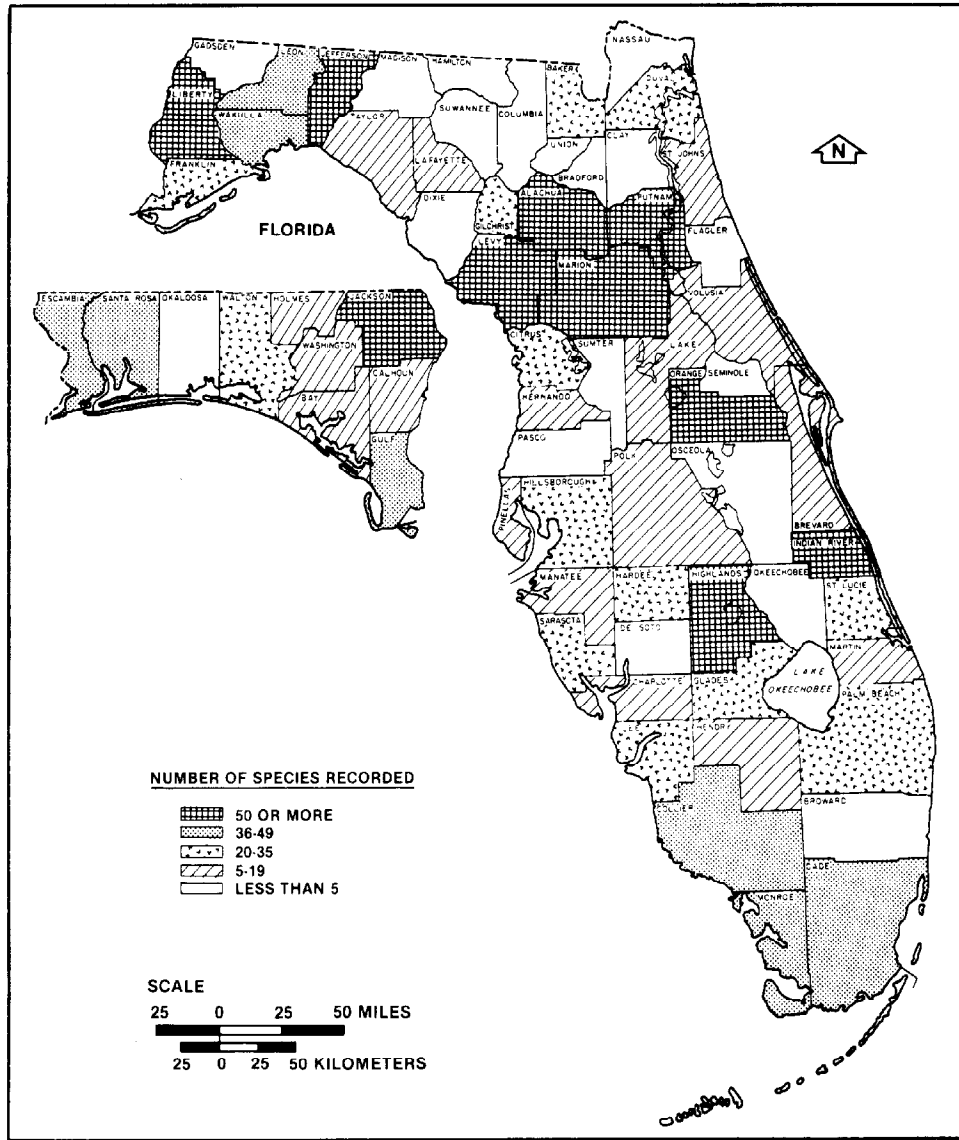 NASSAU
GADSDEN
LEON
JEFFERSON
MADISON
HAMILTON
BAKER
DUVAL
LIBERTY
WAKULLA
TAYLOR
SUWANNEE
COLUMBIA
CLAY
UNION
ST. JOHNS
LAFAYETTE
BRADFORD
FRANKLIN
DIXIE
ALACHUA
PUTNAM
GILCHRIST
FLAGLER
LEVY
MARION
N
FLORIDA
ESCAMBIA
SANTA ROSA
OKALOOSA
WALTON
HOLMES
JACKSON
WASHINGTON
CALHOUN
BAY
GULF
VOLUSIA
CITRUS
SUMTER
LAKE
ORANGE
SEMINOLE
HERNANDO
PASCO
POLK
OSCEOLA
HILLSBOROUGH
PINELLAS
BREVARD
INDIAN RIVER
MANATEE
HARDEE
HIGHLANDS
OKEECHOBEE
ST. LUCIE
SARASOTA
DE SOTO
MARTIN
CHARLOTTE
GLADES
LAKE
OKEECHOBEE
PALM BEACH
LEE
HENDRY
COLLIER
BROWARD
DADE
MONROE
NUMBER OF SPECIES RECORDED
50 OR MORE
36-49
20-35
5-19
LESS THAN 5
SCALE
25 0 25 50 MILES
25 0 25 50 KILOMETERS